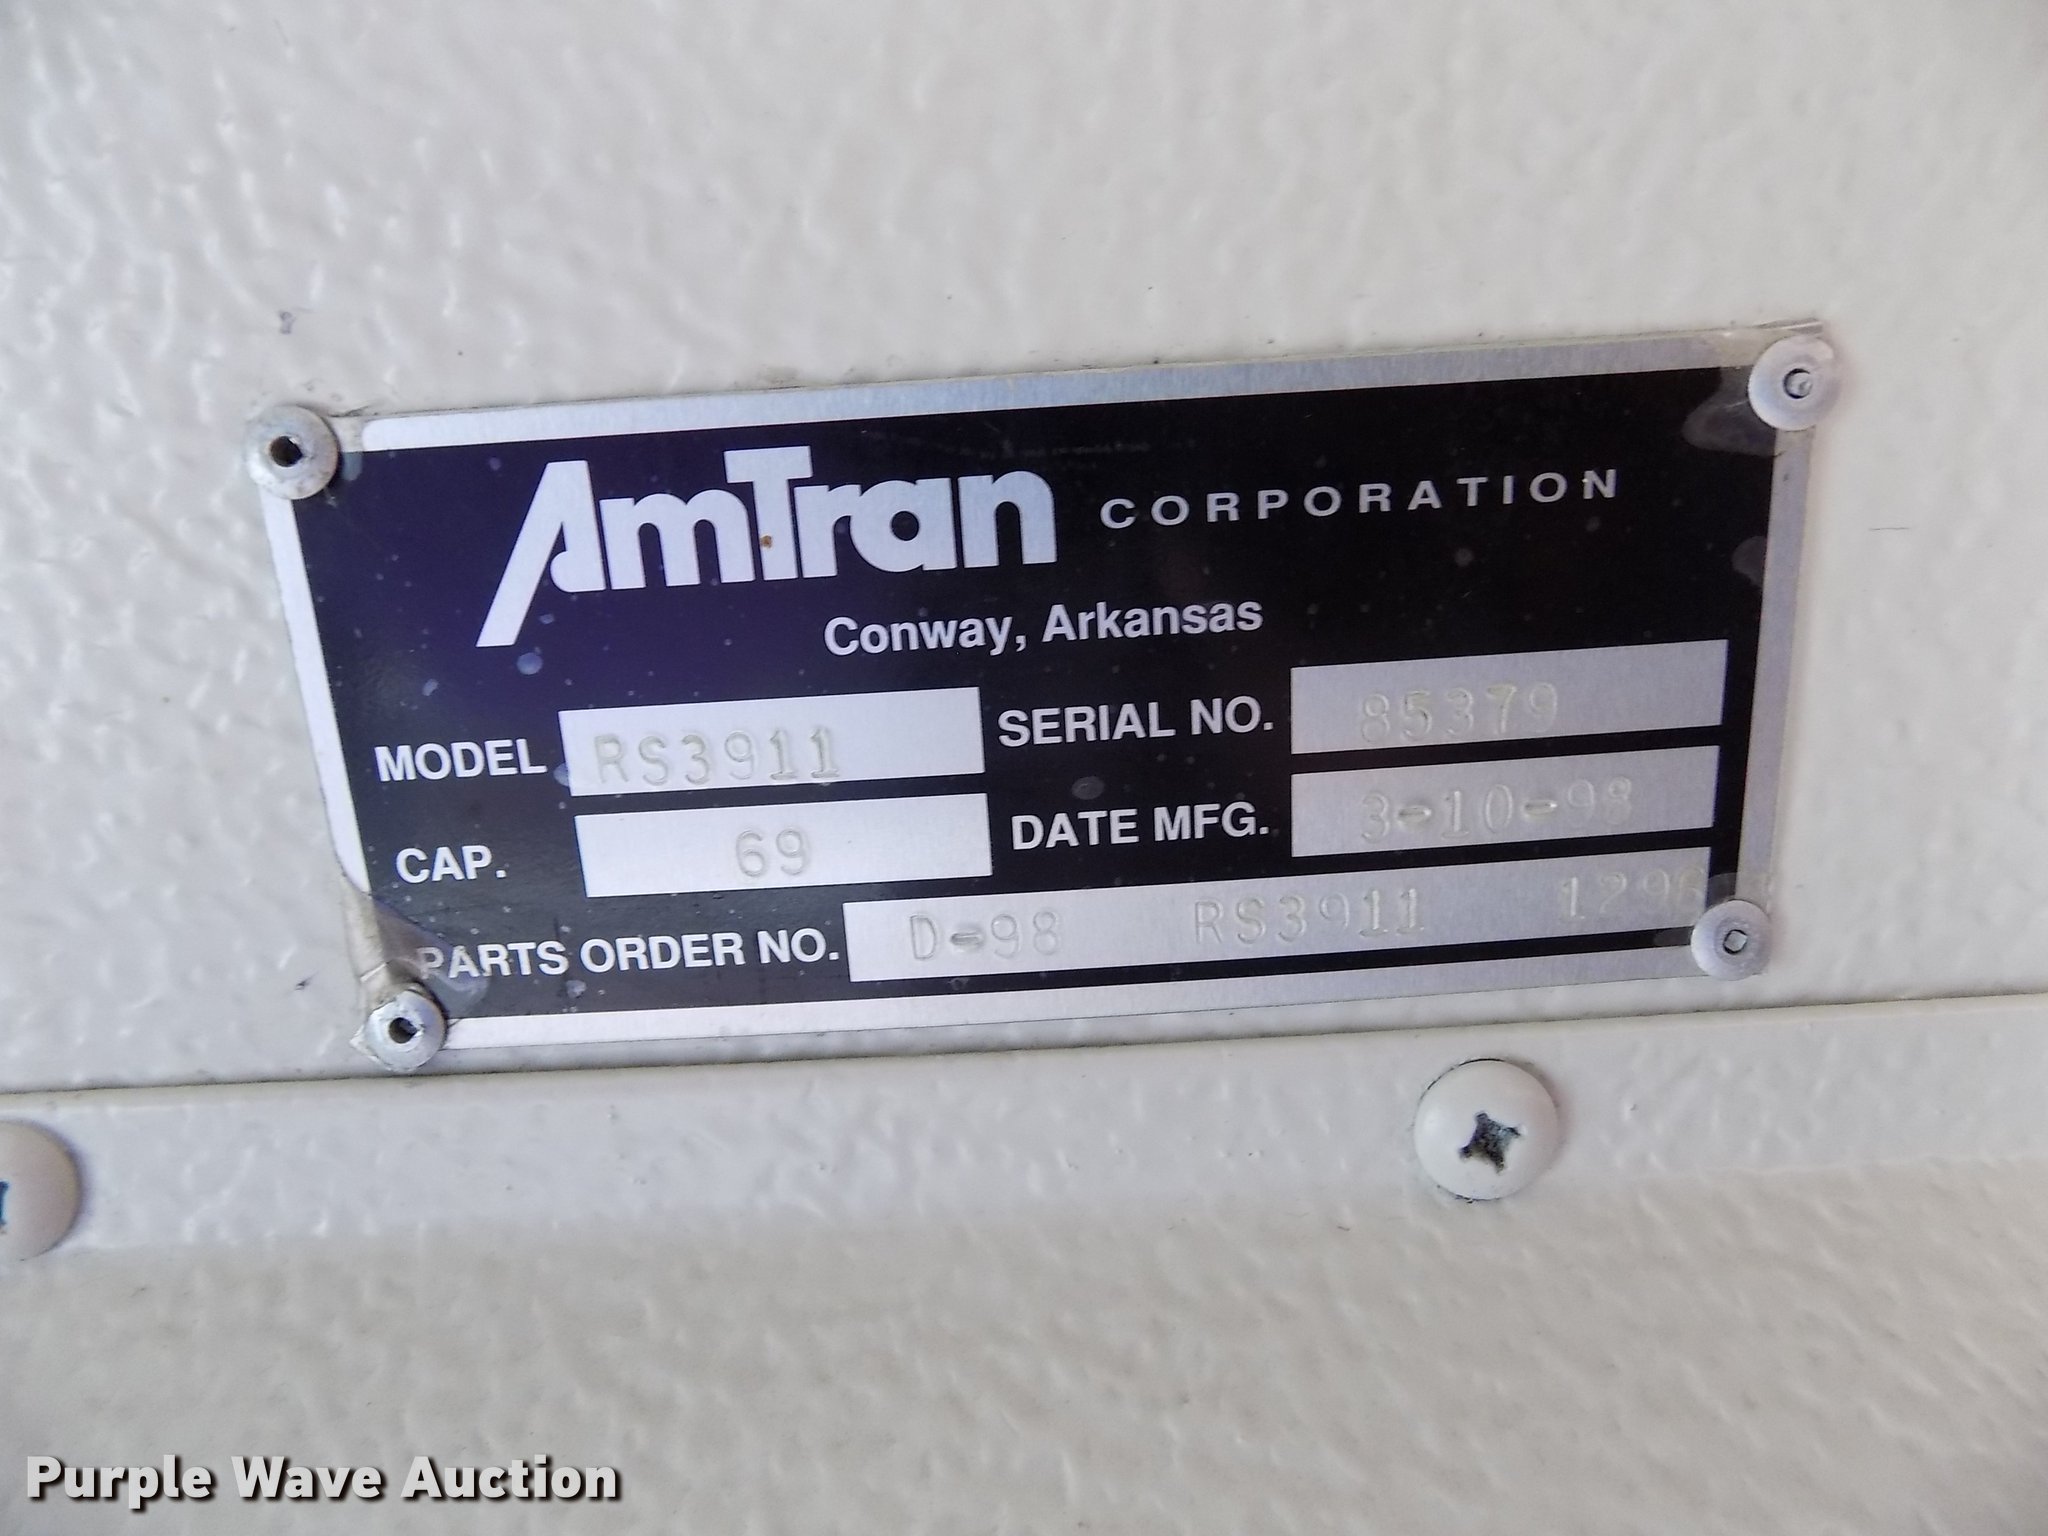 AmTran CORPORATION
Conway, Arkansas
MODEL RS3911 SERIAL NO. 85379
CAP. 69 DATE MFG. 3-10-98
PARTS ORDER NO. D-98 RS3911
Purple Wave Auction